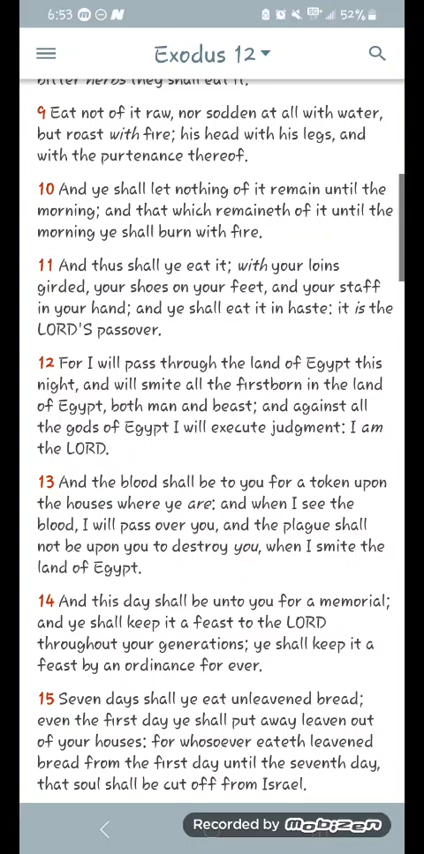 6:53 M N 5G 52%
Exodus 12
bitter herbs they shall eat it.
9 Eat not of it raw, nor sodden at all with water,
but roast with fire; his head with his legs, and
with the purtenance thereof.
10 And ye shall let nothing of it remain until the
morning; and that which remaineth of it until the
morning ye shall burn with fire.
11 And thus shall ye eat it; with your loins
girded, your shoes on your feet, and your staff
in your hand; and ye shall eat it in haste: it is the
LORD'S passover.
12 For I will pass through the land of Egypt this
night, and will smite all the firstborn in the land
of Egypt, both man and beast; and against all
the gods of Egypt I will execute judgment: I am
the LORD.
13 And the blood shall be to you for a token upon
the houses where ye are: and when I see the
blood, I will pass over you, and the plague shall
not be upon you to destroy you, when I smite the
land of Egypt.
14 And this day shall be unto you for a memorial;
and ye shall keep it a feast to the LORD
throughout your generations; ye shall keep it a
feast by an ordinance for ever.
15 Seven days shall ye eat unleavened bread;
even the first day ye shall put away leaven out
of your houses: for whosoever eateth leavened
bread from the first day until the seventh day,
that soul shall be cut off from Israel.
Recorded by mobizen